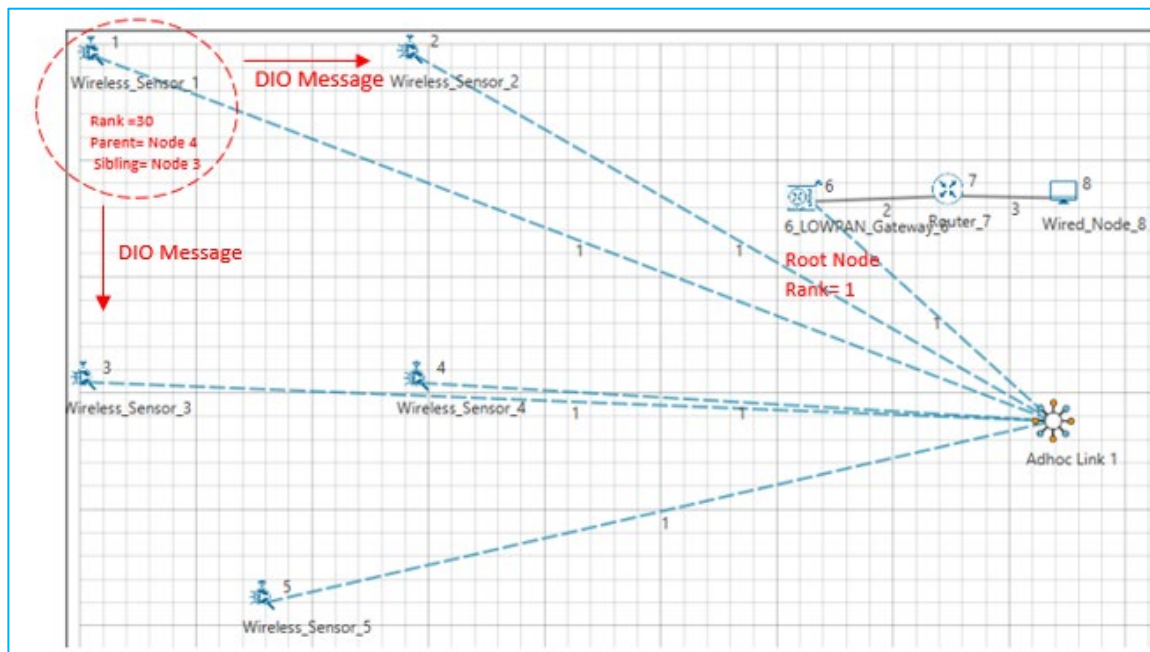 1
Wireless_Sensor_1
DIO Message
2
Wireless_Sensor_2
Rank =30
Parent= Node 4
Sibling= Node 3
6
7
8
2
3
6_LOWPAN_Gateway_6
Router_7
Wired_Node_8
DIO Message
1
1
Root Node
Rank= 1
1
3
Wireless_Sensor_3
4
Wireless_Sensor_4
1
1
Adhoc Link 1
1
5
Wireless_Sensor_5